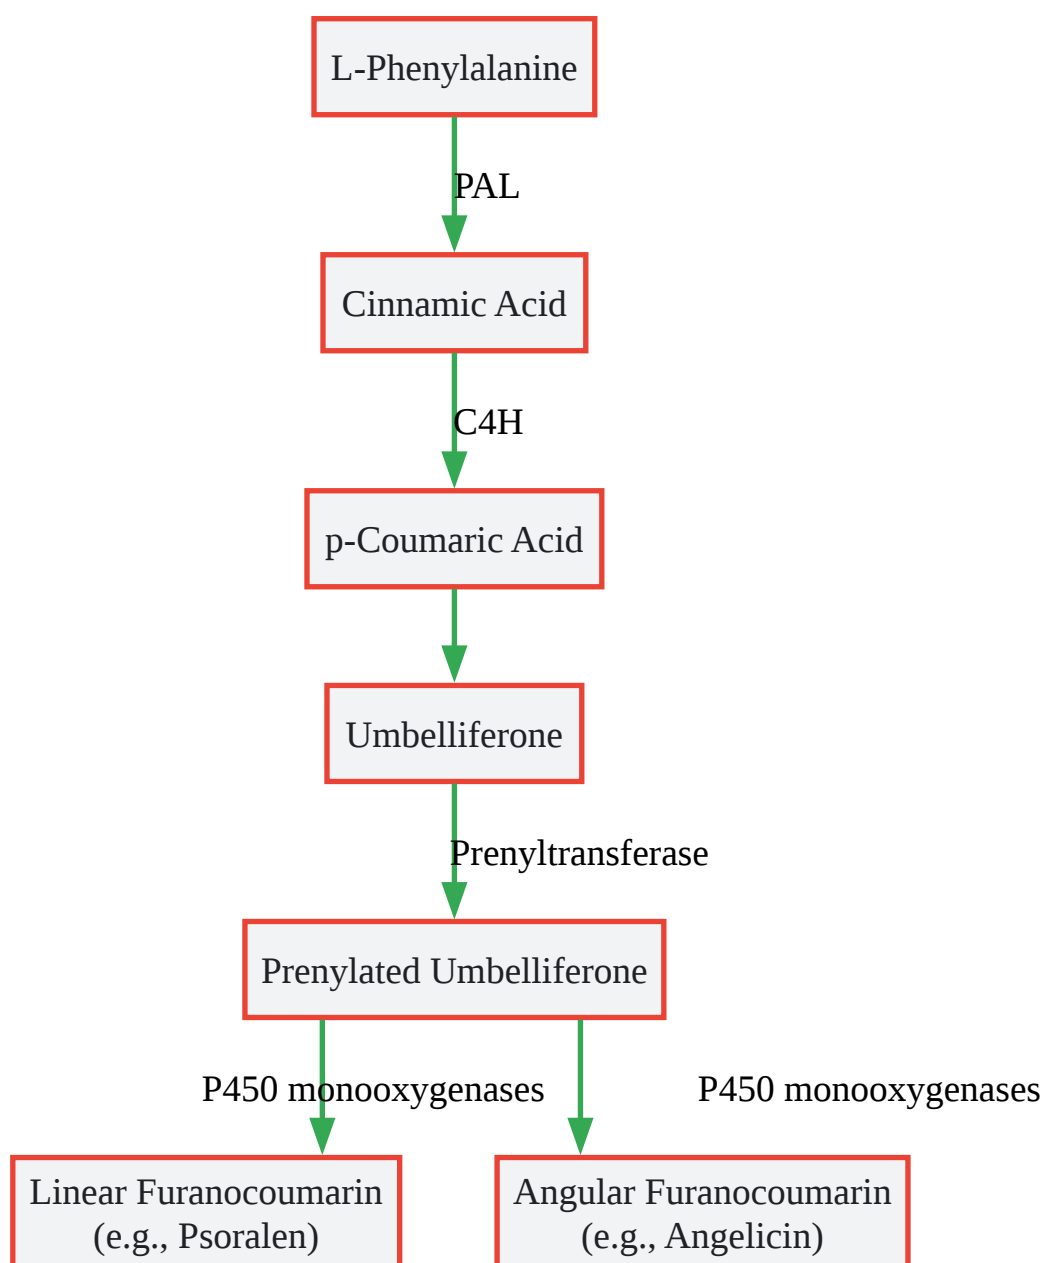 L-Phenylalanine
PAL
Cinnamic Acid
C4H
p-Coumaric Acid
Umbelliferone
Prenyltransferase
Prenylated Umbelliferone
P450 monooxygenases
P450 monooxygenases
Linear Furanocoumarin
(e.g., Psoralen)
Angular Furanocoumarin
(e.g., Angelicin)